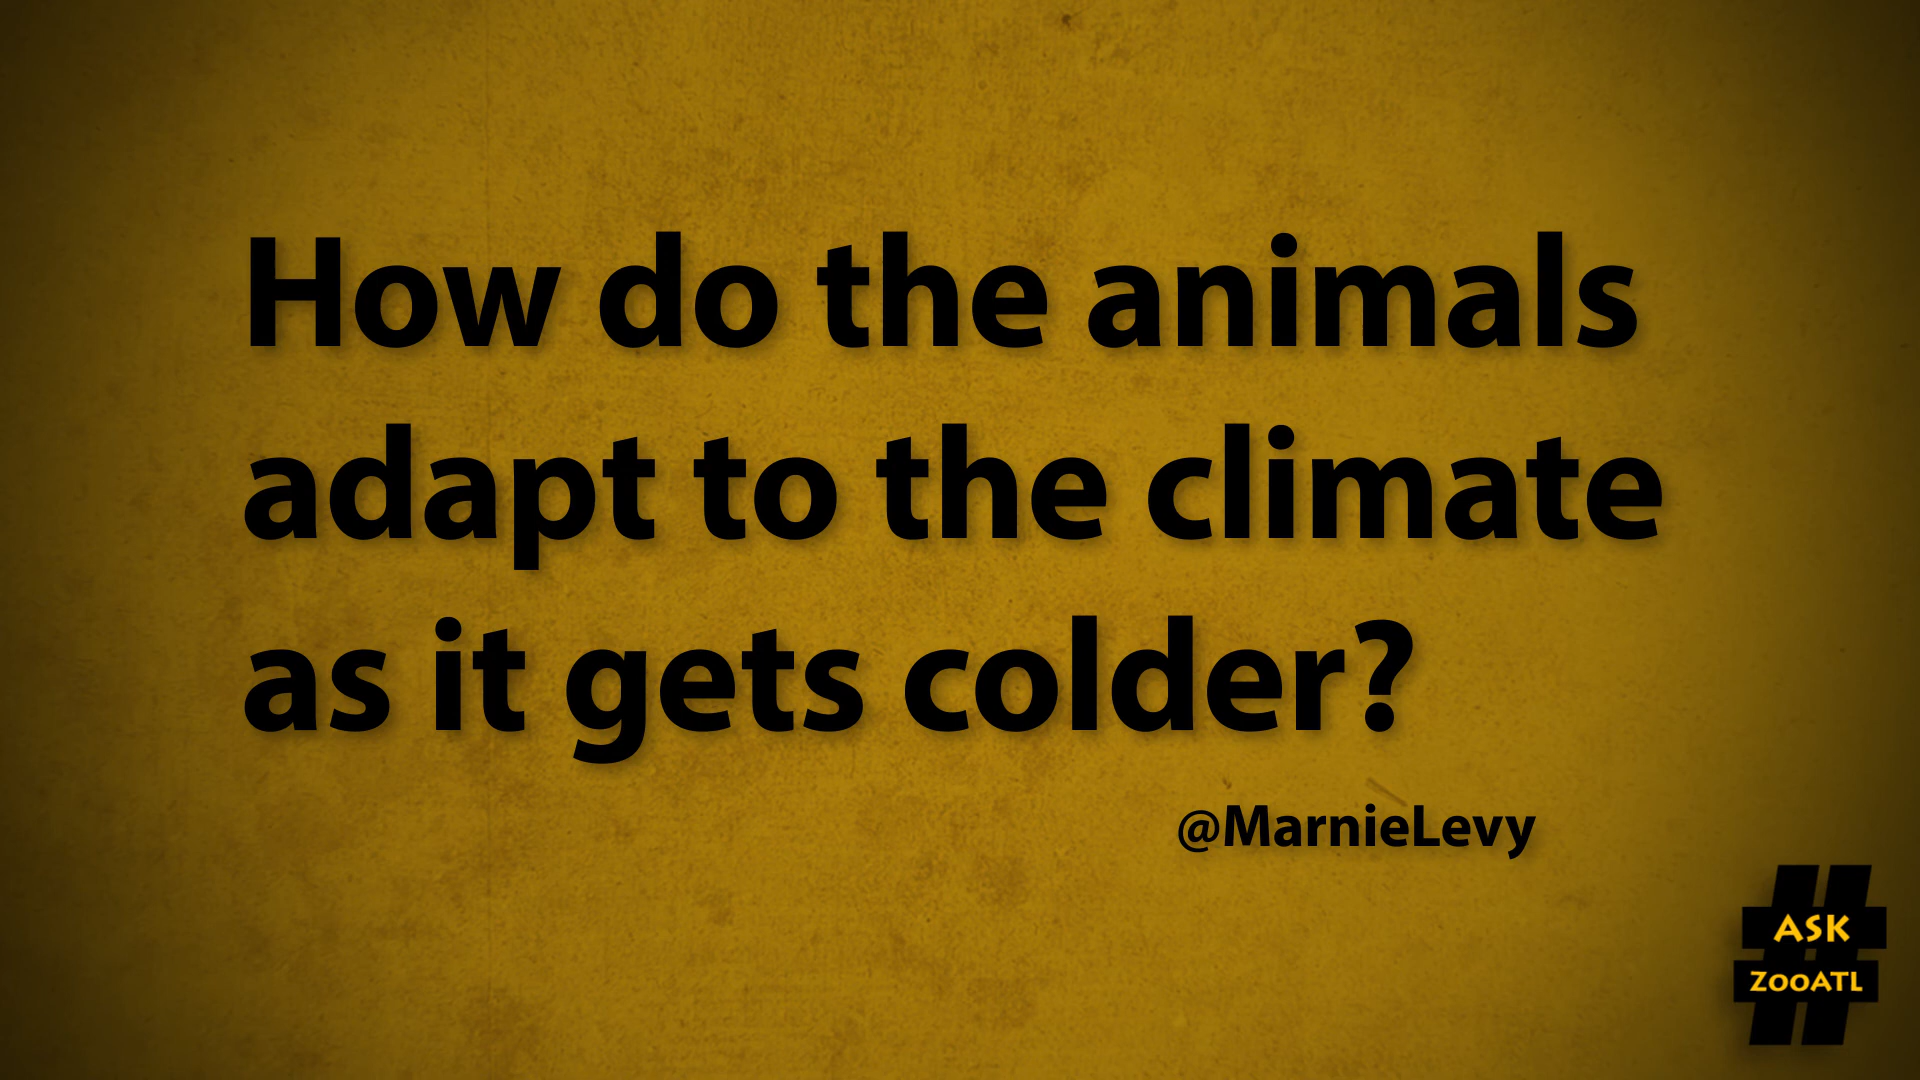 How do the animals
adapt to the climate
as it gets colder?
@MarnieLevy
ASK
ZOOATL